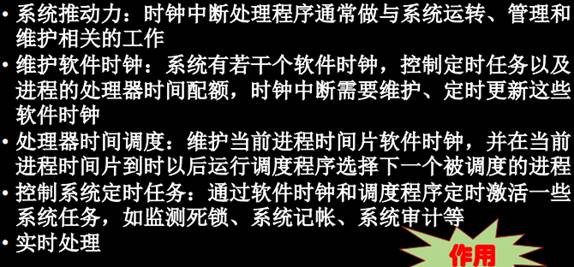 • 系统推动力：时钟中断处理程序通常做与系统运转、管理和
维护相关的工作
• 维护软件时钟：系统有若干个软件时钟，控制定时任务以及
进程的处理器时间配额，时钟中断需要维护、定时更新这些
软件时钟
• 处理器时间调度：维护当前进程时间片软件时钟，并在当前
进程时间片到时以后运行调度程序选择下一个被调度的进程
• 控制系统定时任务：通过软件时钟和调度程序定时激活一些
系统任务，如监测死锁、系统记帐、系统审计等
• 实时处理
作用